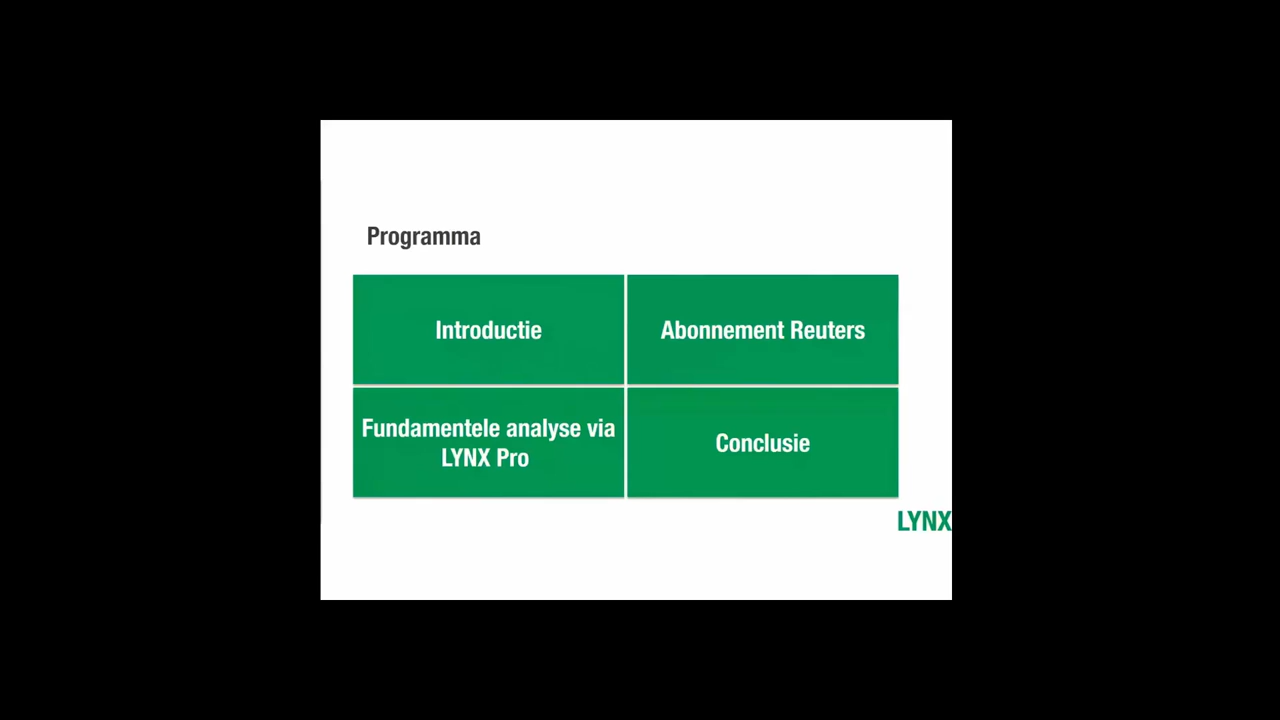 Programma
Introductie
Abonnement Reuters
Fundamentele analyse via
LYNX Pro
Conclusie
LYNX